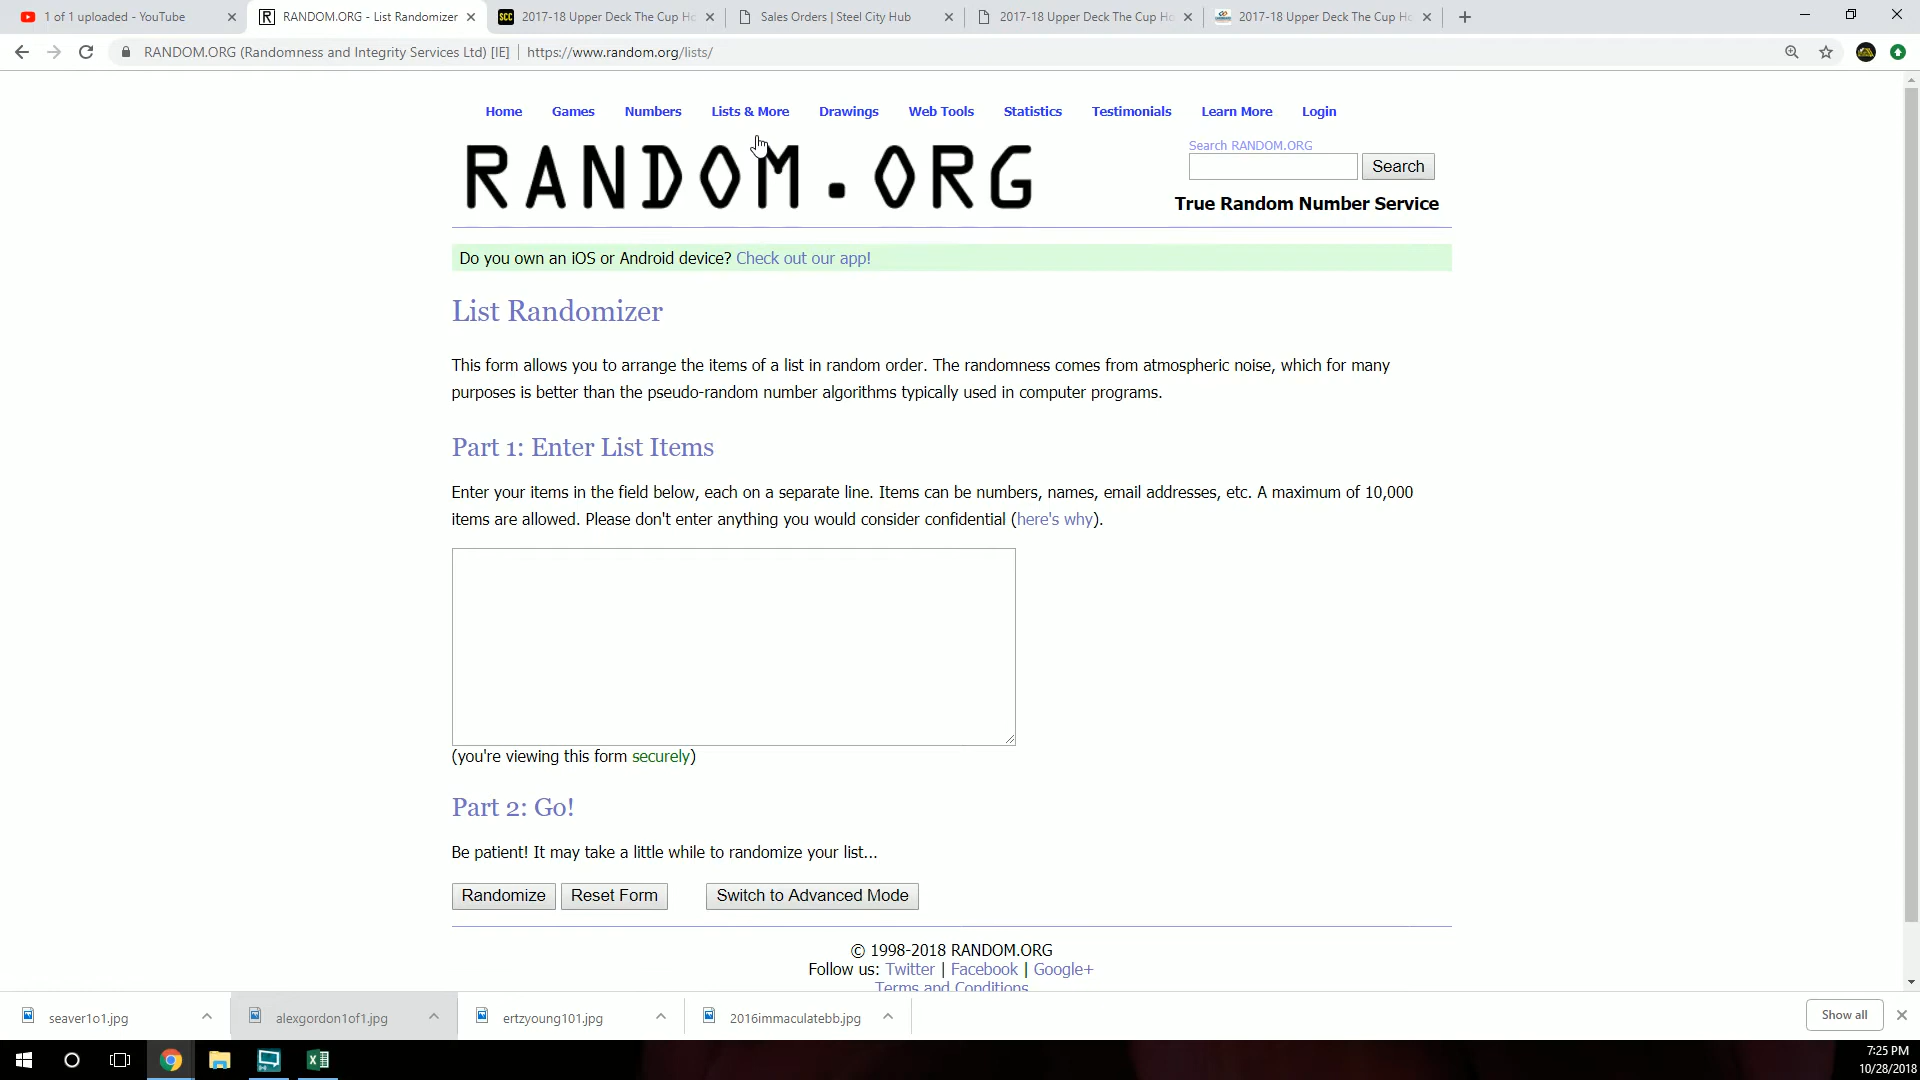 1 of 1 uploaded - YouTube
RANDOM.ORG - List Randomizer
SCC
2017-18 Upper Deck The Cup Ho
Sales Orders | Steel City Hub
2017-18 Upper Deck The Cup Ho
2017-18 Upper Deck The Cup Ho
RANDOM.ORG (Randomness and Integrity Services Ltd) [IE] | https://www.random.org/lists/
Home Games Numbers Lists & More Drawings Web Tools Statistics Testimonials Learn More Login
RANDOM.ORG
Search RANDOM.ORG
Search
True Random Number Service
Do you own an iOS or Android device? Check out our app!
List Randomizer
This form allows you to arrange the items of a list in random order. The randomness comes from atmospheric noise, which for many
purposes is better than the pseudo-random number algorithms typically used in computer programs.
Part 1: Enter List Items
Enter your items in the field below, each on a separate line. Items can be numbers, names, email addresses, etc. A maximum of 10,000
items are allowed. Please don't enter anything you would consider confidential (here's why).
(you're viewing this form securely)
Part 2: Go!
Be patient! It may take a little while to randomize your list...
Randomize Reset Form Switch to Advanced Mode
© 1998-2018 RANDOM.ORG
Follow us: Twitter | Facebook | Google+
Terms and Conditions
seaver1o1.jpg
alexgordon1of1.jpg
ertzyoung101.jpg
2016immaculatebb.jpg
Show all
7:25 PM
10/28/2018